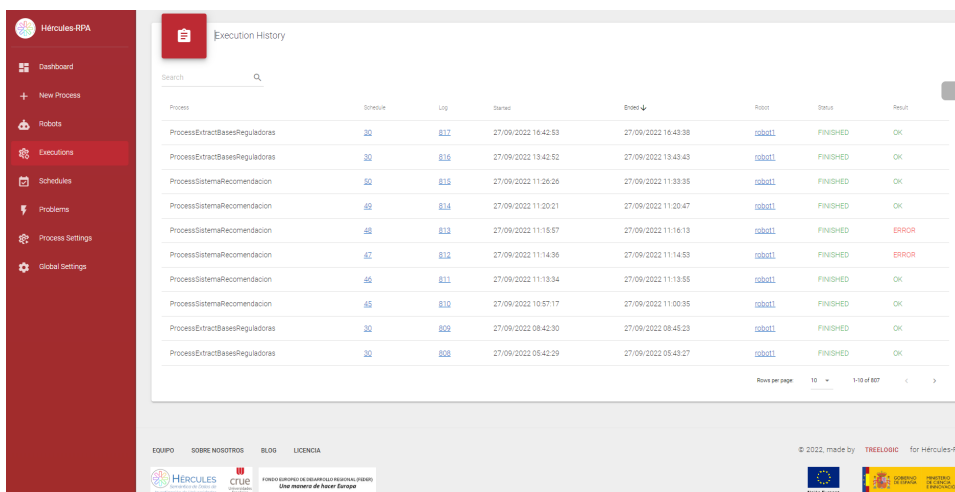 Hércules-RPA
Dashboard
New Process
Robots
Executions
Schedules
Problems
Process Settings
Global Settings
Execution History
Search
Process Schedule Log Started Ended Robot Status Result
ProcessExtractBasesReguladoras 30 817 27/09/2022 16:42:53 27/09/2022 16:43:38 robot1 FINISHED OK
ProcessExtractBasesReguladoras 30 816 27/09/2022 13:42:52 27/09/2022 13:43:43 robot1 FINISHED OK
ProcessSistemaRecomendacion 50 815 27/09/2022 11:26:26 27/09/2022 11:33:35 robot1 FINISHED OK
ProcessSistemaRecomendacion 49 814 27/09/2022 11:20:21 27/09/2022 11:20:47 robot1 FINISHED OK
ProcessSistemaRecomendacion 48 813 27/09/2022 11:15:57 27/09/2022 11:16:13 robot1 FINISHED ERROR
ProcessSistemaRecomendacion 47 812 27/09/2022 11:14:36 27/09/2022 11:14:53 robot1 FINISHED ERROR
ProcessSistemaRecomendacion 46 811 27/09/2022 11:13:34 27/09/2022 11:13:55 robot1 FINISHED OK
ProcessSistemaRecomendacion 45 810 27/09/2022 10:57:17 27/09/2022 11:00:35 robot1 FINISHED OK
ProcessExtractBasesReguladoras 30 809 27/09/2022 08:42:30 27/09/2022 08:45:23 robot1 FINISHED OK
ProcessExtractBasesReguladoras 30 808 27/09/2022 05:42:29 27/09/2022 05:43:27 robot1 FINISHED OK
Rows per page: 10 1-10 of 807
EQUIPO SOBRE NOSOTROS BLOG LICENCIA
© 2022, made by TREELOGIC for Hércules-R
HÉRCULES
crue
FONDO EUROPEO DE DESARROLLO REGIONAL (FEDER)
Una manera de hacer Europa
GOBIERNO DE ESPAÑA
MINISTERIO DE CIENCIA E INNOVACIÓN